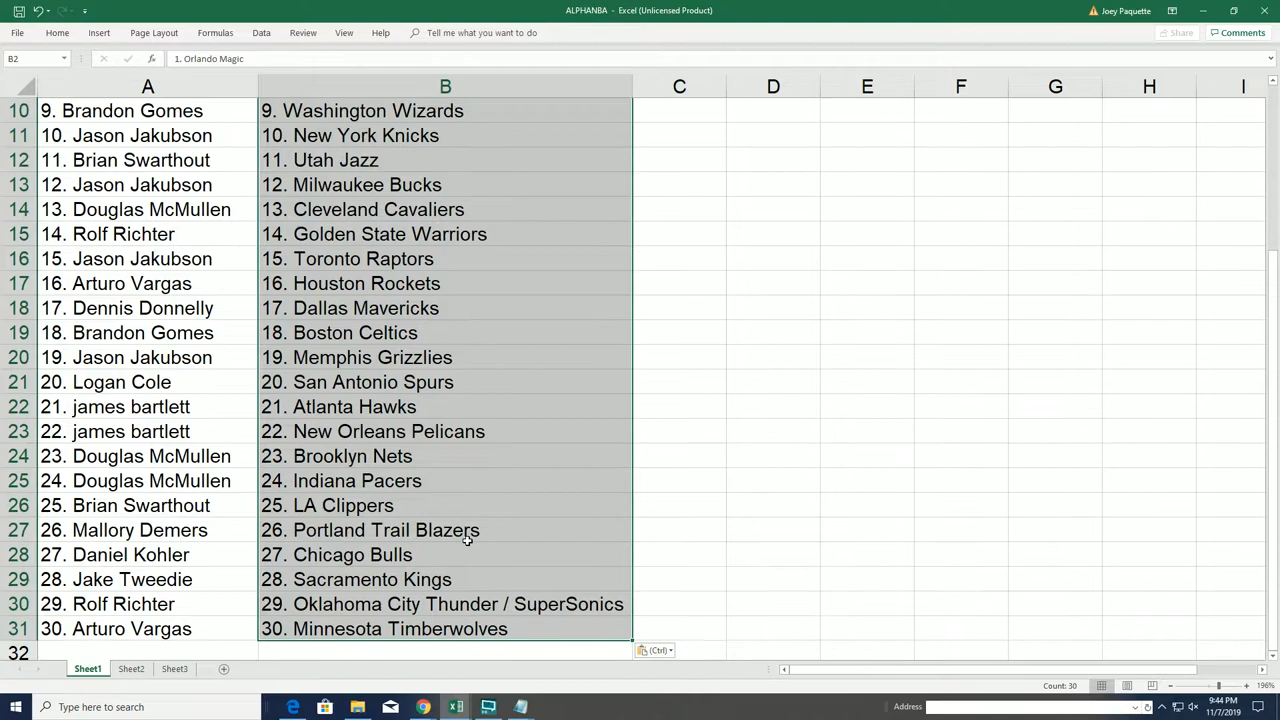 ALPHANBA - Excel (Unlicensed Product)
Joey Paquette
File Home Insert Page Layout Formulas Data Review View Help Tell me what you want to do Share Comments
B2 fx 1. Orlando Magic
A B C D E F G H I
10 9. Brandon Gomes 9. Washington Wizards
11 10. Jason Jakubson 10. New York Knicks
12 11. Brian Swarthout 11. Utah Jazz
13 12. Jason Jakubson 12. Milwaukee Bucks
14 13. Douglas McMullen 13. Cleveland Cavaliers
15 14. Rolf Richter 14. Golden State Warriors
16 15. Jason Jakubson 15. Toronto Raptors
17 16. Arturo Vargas 16. Houston Rockets
18 17. Dennis Donnelly 17. Dallas Mavericks
19 18. Brandon Gomes 18. Boston Celtics
20 19. Jason Jakubson 19. Memphis Grizzlies
21 20. Logan Cole 20. San Antonio Spurs
22 21. james bartlett 21. Atlanta Hawks
23 22. james bartlett 22. New Orleans Pelicans
24 23. Douglas McMullen 23. Brooklyn Nets
25 24. Douglas McMullen 24. Indiana Pacers
26 25. Brian Swarthout 25. LA Clippers
27 26. Mallory Demers 26. Portland Trail Blazers
28 27. Daniel Kohler 27. Chicago Bulls
29 28. Jake Tweedie 28. Sacramento Kings
30 29. Rolf Richter 29. Oklahoma City Thunder / SuperSonics
31 30. Arturo Vargas 30. Minnesota Timberwolves
32
(Ctrl)
Sheet1 Sheet2 Sheet3
Count: 30 196%
Type here to search
Address
9:44 PM
11/7/2019